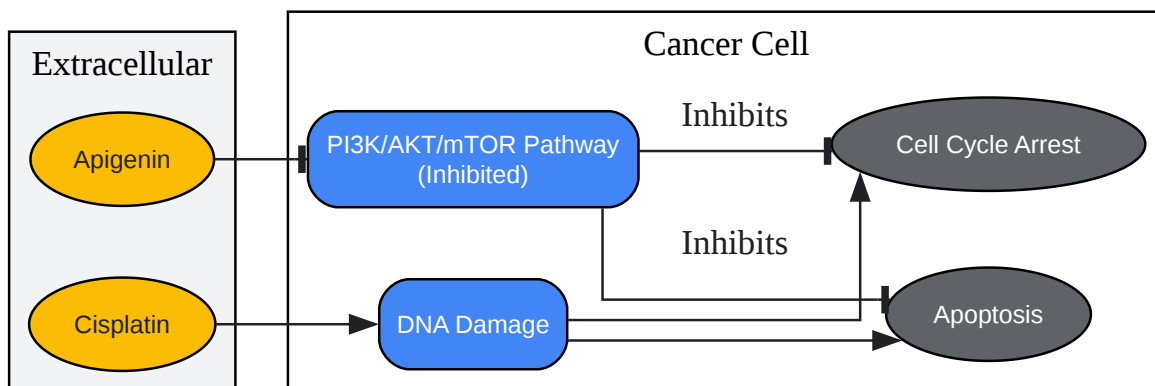 Extracellular
Cancer Cell
Apigenin
PI3K/AKT/mTOR Pathway
(Inhibited)
Inhibits
Cell Cycle Arrest
Inhibits
Cisplatin
DNA Damage
Apoptosis